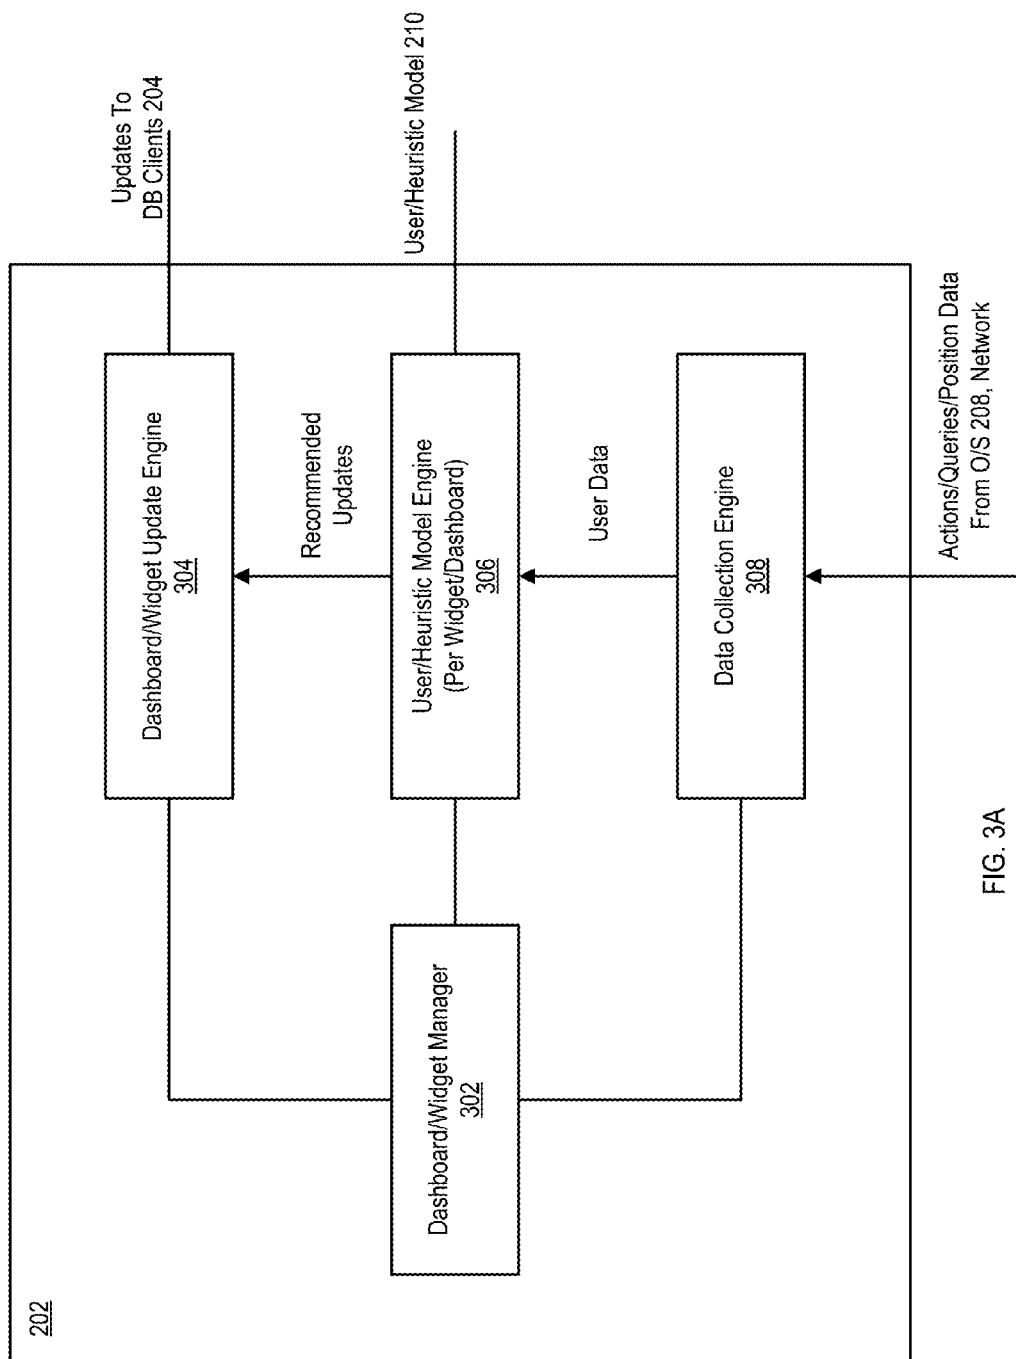 202
Dashboard/Widget Manager
302
Dashboard/Widget Update Engine
304
Updates To
DB Clients 204
Recommended
Updates
User/Heuristic Model Engine
(Per Widget/Dashboard)
306
User/Heuristic Model 210
User Data
Data Collection Engine
308
Actions/Queries/Position Data
From O/S 208, Network
FIG. 3A